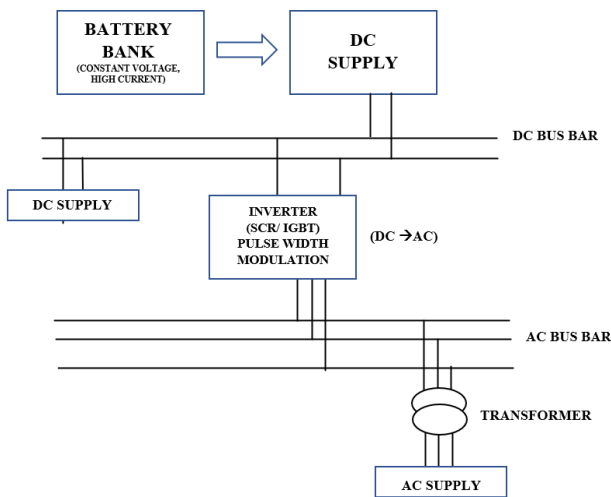 BATTERY
BANK
(CONSTANT VOLTAGE,
HIGH CURRENT)
DC
SUPPLY
DC BUS BAR
DC SUPPLY
INVERTER
(SCR/ IGBT)
PULSE WIDTH
MODULATION
(DC →AC)
AC BUS BAR
TRANSFORMER
AC SUPPLY